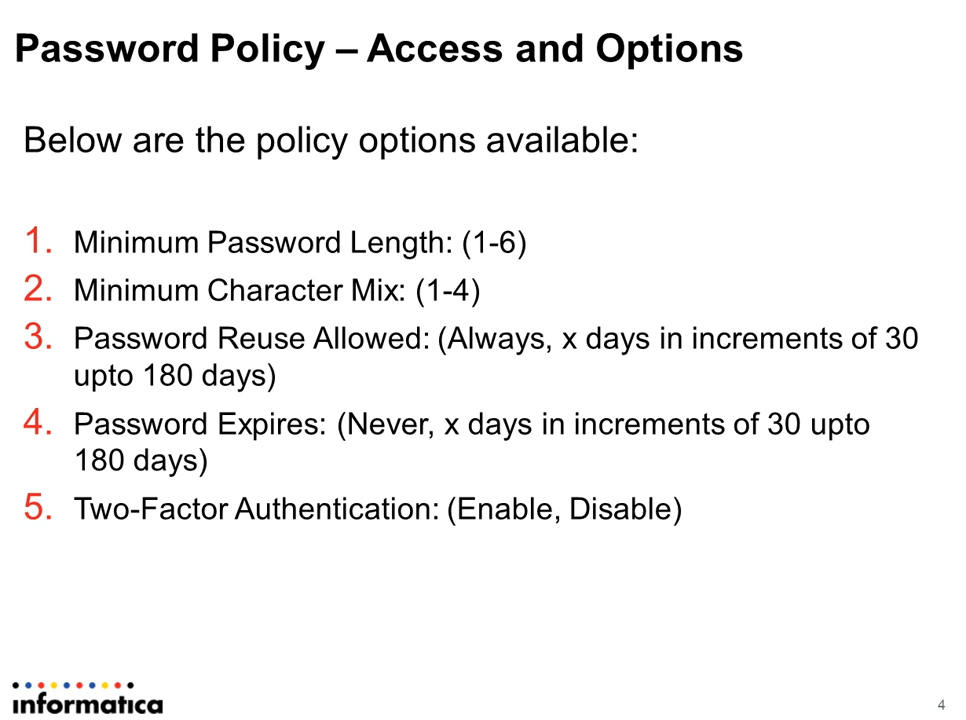 Password Policy – Access and Options
Below are the policy options available:
1. Minimum Password Length: (1-6)
2. Minimum Character Mix: (1-4)
3. Password Reuse Allowed: (Always, x days in increments of 30
upto 180 days)
4. Password Expires: (Never, x days in increments of 30 upto
180 days)
5. Two-Factor Authentication: (Enable, Disable)
informatica
4